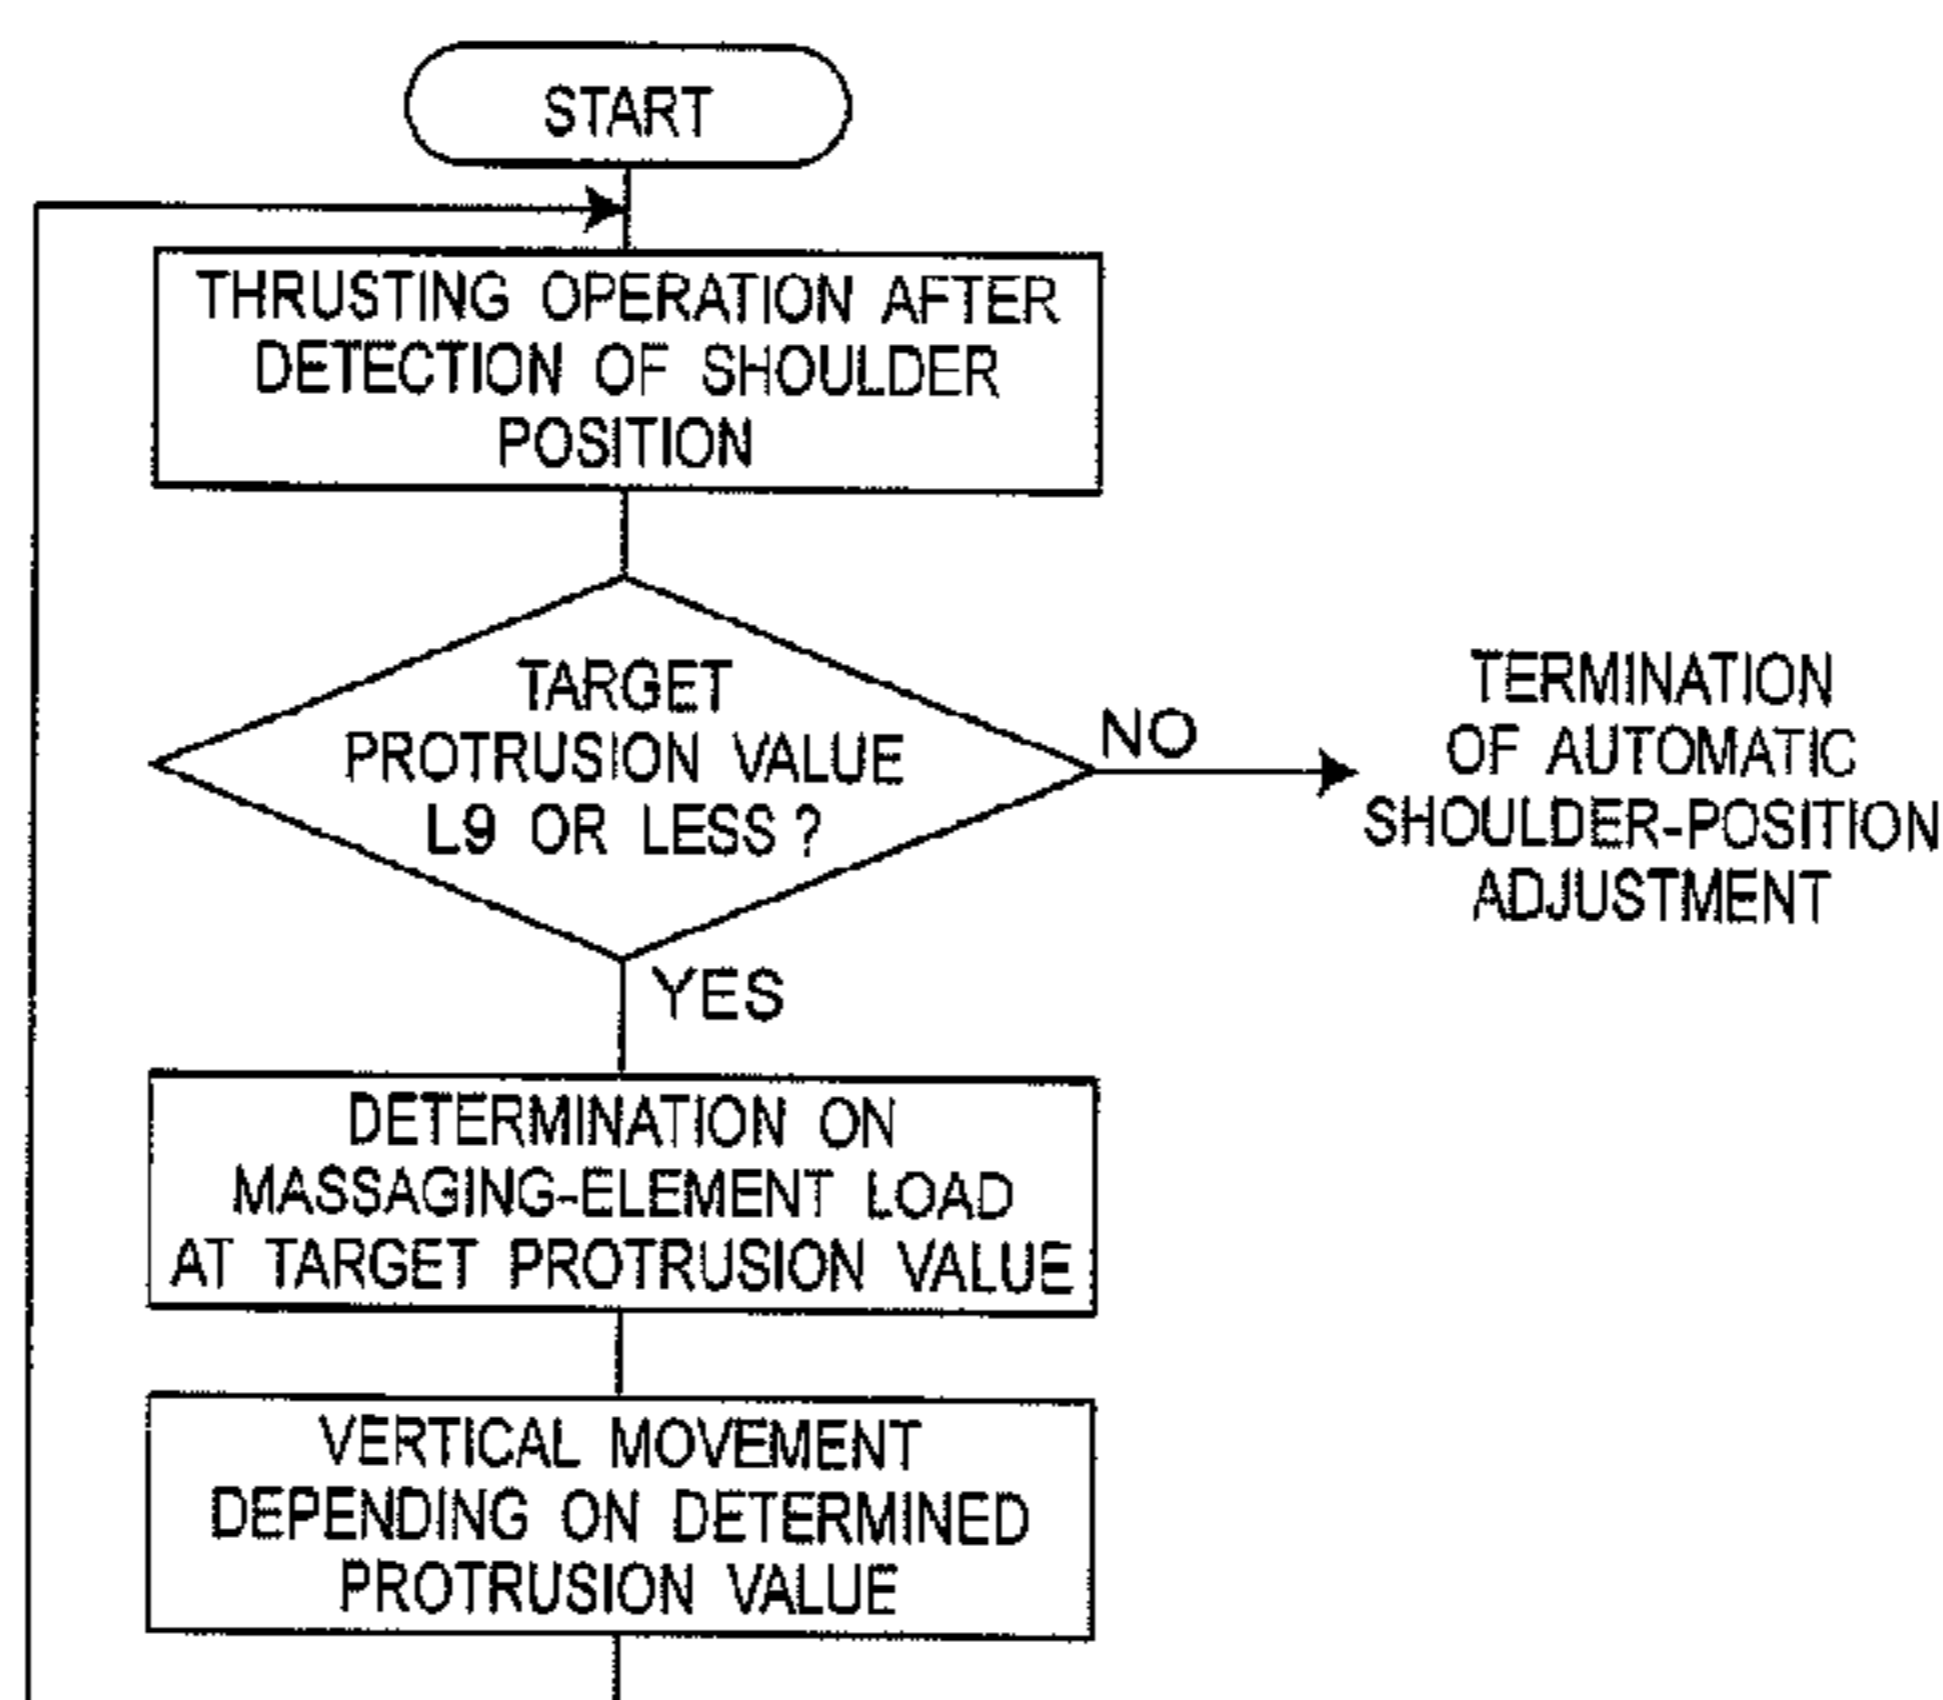 START
THRUSTING OPERATION AFTER
DETECTION OF SHOULDER
POSITION
TARGET
PROTRUSION VALUE
L9 OR LESS ?
NO
TERMINATION
OF AUTOMATIC
SHOULDER-POSITION
ADJUSTMENT
YES
DETERMINATION ON
MASSAGING-ELEMENT LOAD
AT TARGET PROTRUSION VALUE
VERTICAL MOVEMENT
DEPENDING ON DETERMINED
PROTRUSION VALUE